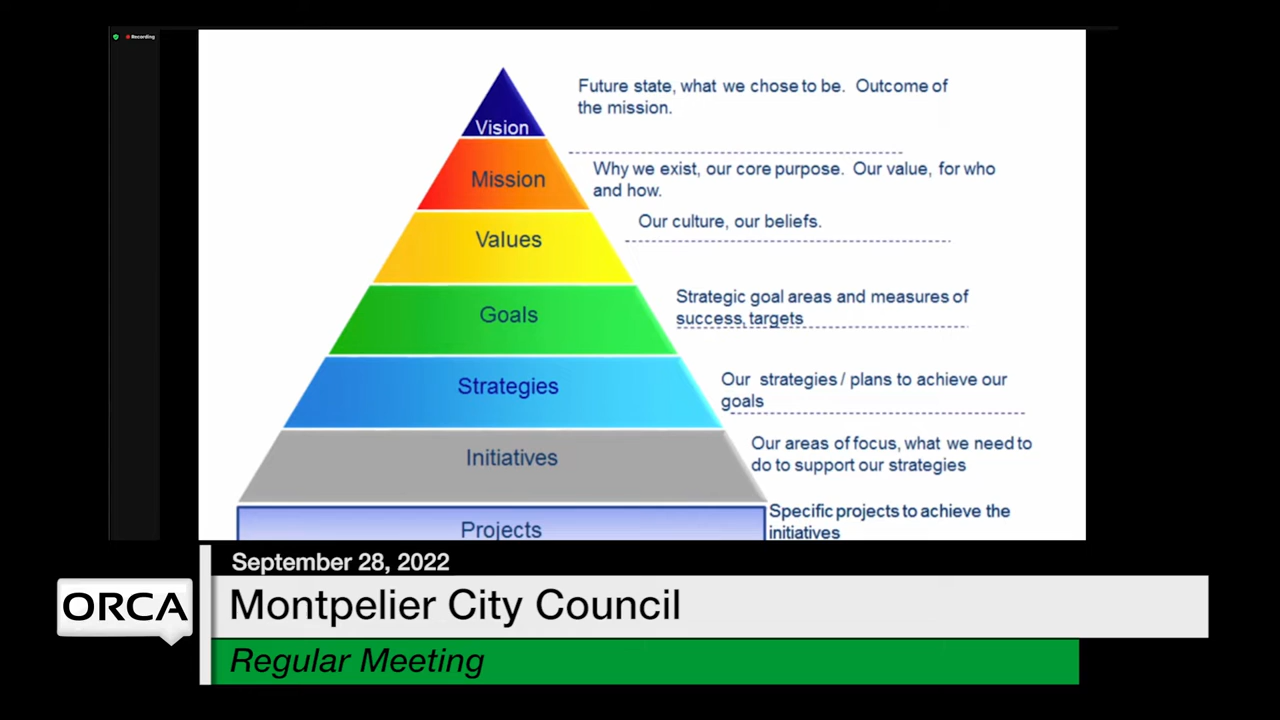 Recording
Future state, what we chose to be. Outcome of
the mission.
Vision
Why we exist, our core purpose. Our value, for who
and how.
Mission
Our culture, our beliefs.
Values
Strategic goal areas and measures of
success, targets
Goals
Our strategies / plans to achieve our
goals
Strategies
Our areas of focus, what we need to
do to support our strategies
Initiatives
Specific projects to achieve the
initiatives
Projects
September 28, 2022
ORCA
Montpelier City Council
Regular Meeting